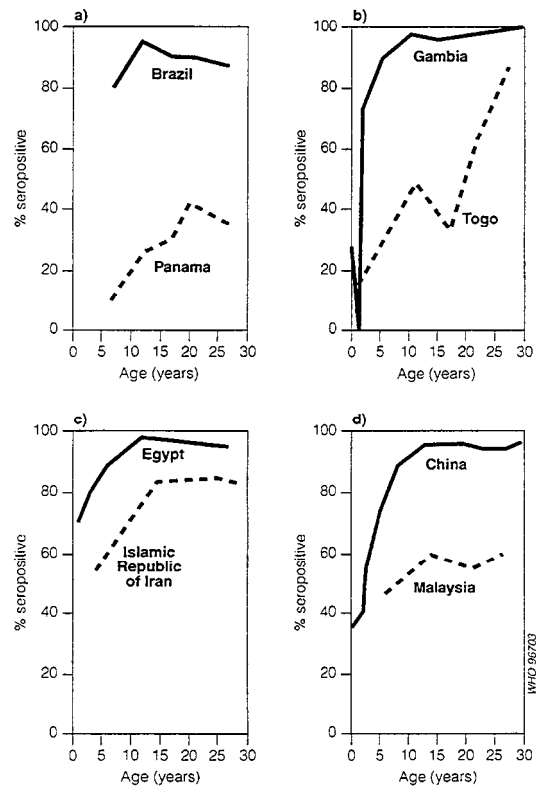 a)
100
80
60
40
20
0
% seropositive
Brazil
Panama
0 5 10 15 20 25 30
Age (years)
b)
100
80
60
40
20
0
% seropositive
Gambia
Togo
0 5 10 15 20 25 30
Age (years)
c)
100
80
60
40
20
0
% seropositive
Egypt
Islamic
Republic
of Iran
0 5 10 15 20 25 30
Age (years)
d)
100
80
60
40
20
0
% seropositive
China
Malaysia
0 5 10 15 20 25 30
Age (years)
WHO 96703